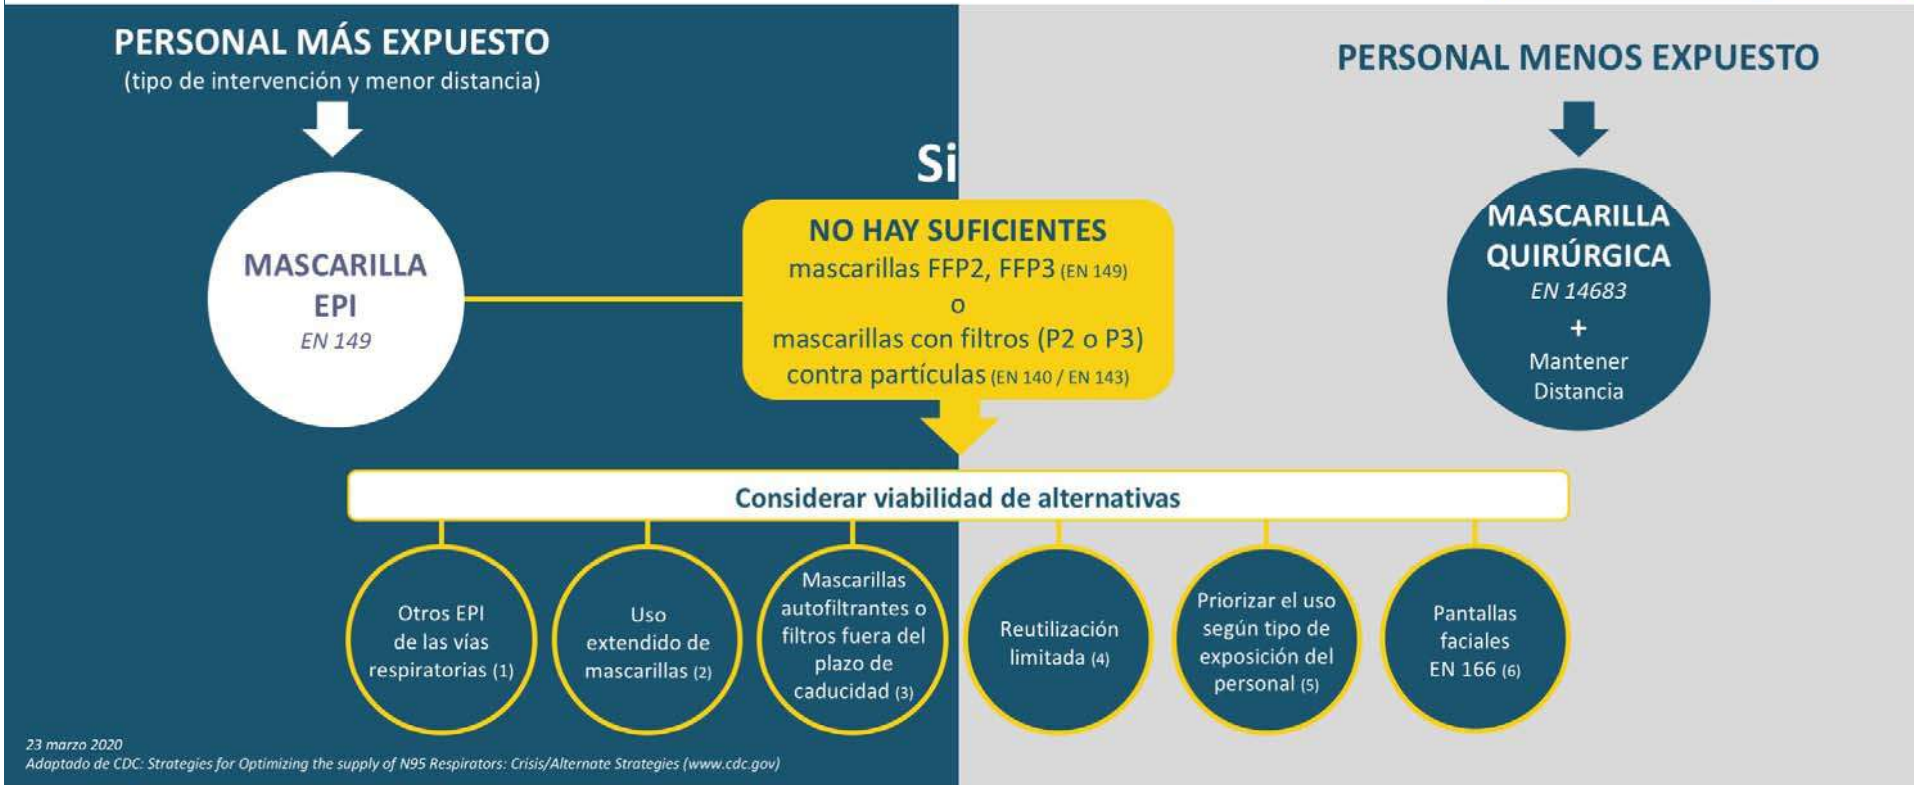 PERSONAL MÁS EXPUESTO
(tipo de intervención y menor distancia)
MASCARILLA
EPI
EN 149
Si
NO HAY SUFICIENTES
mascarillas FFP2, FFP3 (EN 149)
o
mascarillas con filtros (P2 o P3)
contra partículas (EN 140 / EN 143)
PERSONAL MENOS EXPUESTO
MASCARILLA
QUIRÚRGICA
EN 14683
+
Mantener
Distancia
Considerar viabilidad de alternativas
Otros EPI
de las vías
respiratorias (1)
Uso
extendido de
mascarillas (2)
Mascarillas
autofiltrantes o
filtros fuera del
plazo de
caducidad (3)
Reutilización
limitada (4)
Priorizar el uso
según tipo de
exposición del
personal (5)
Pantallas
faciales
EN 166 (6)
23 marzo 2020
Adaptado de CDC: Strategies for Optimizing the supply of N95 Respirators: Crisis/Alternate Strategies (www.cdc.gov)